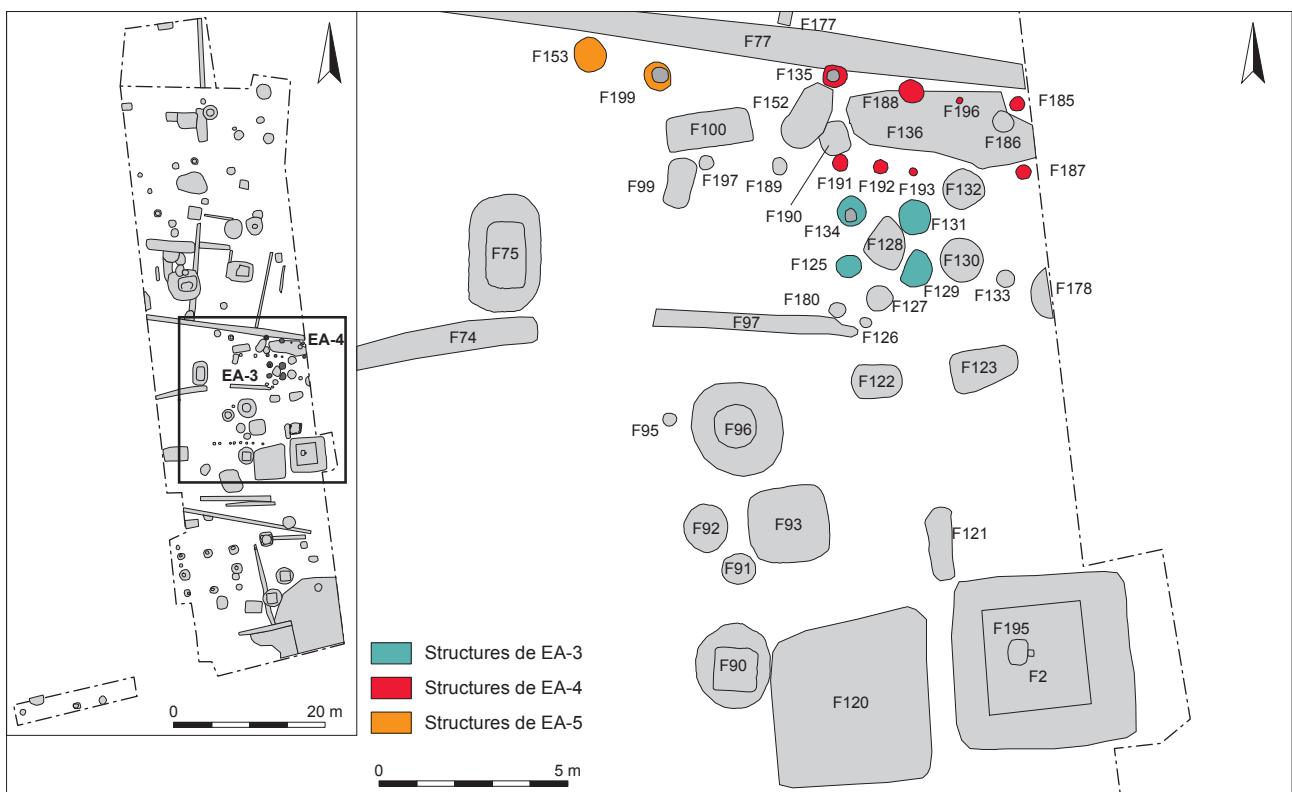 EA-4
EA-3
0 20 m
F177
F77
F153
F199
F135
F152
F188
F196
F185
F136
F186
F100
F187
F99
F197
F189
F191
F192
F193
F132
F190
F134
F131
F128
F75
F125
F130
F129
F133
F178
F127
F180
F97
F126
F74
F122
F123
F95
F96
F92
F93
F121
F91
F195
F90
F2
F120
Structures de EA-3
Structures de EA-4
Structures de EA-5
0 5 m